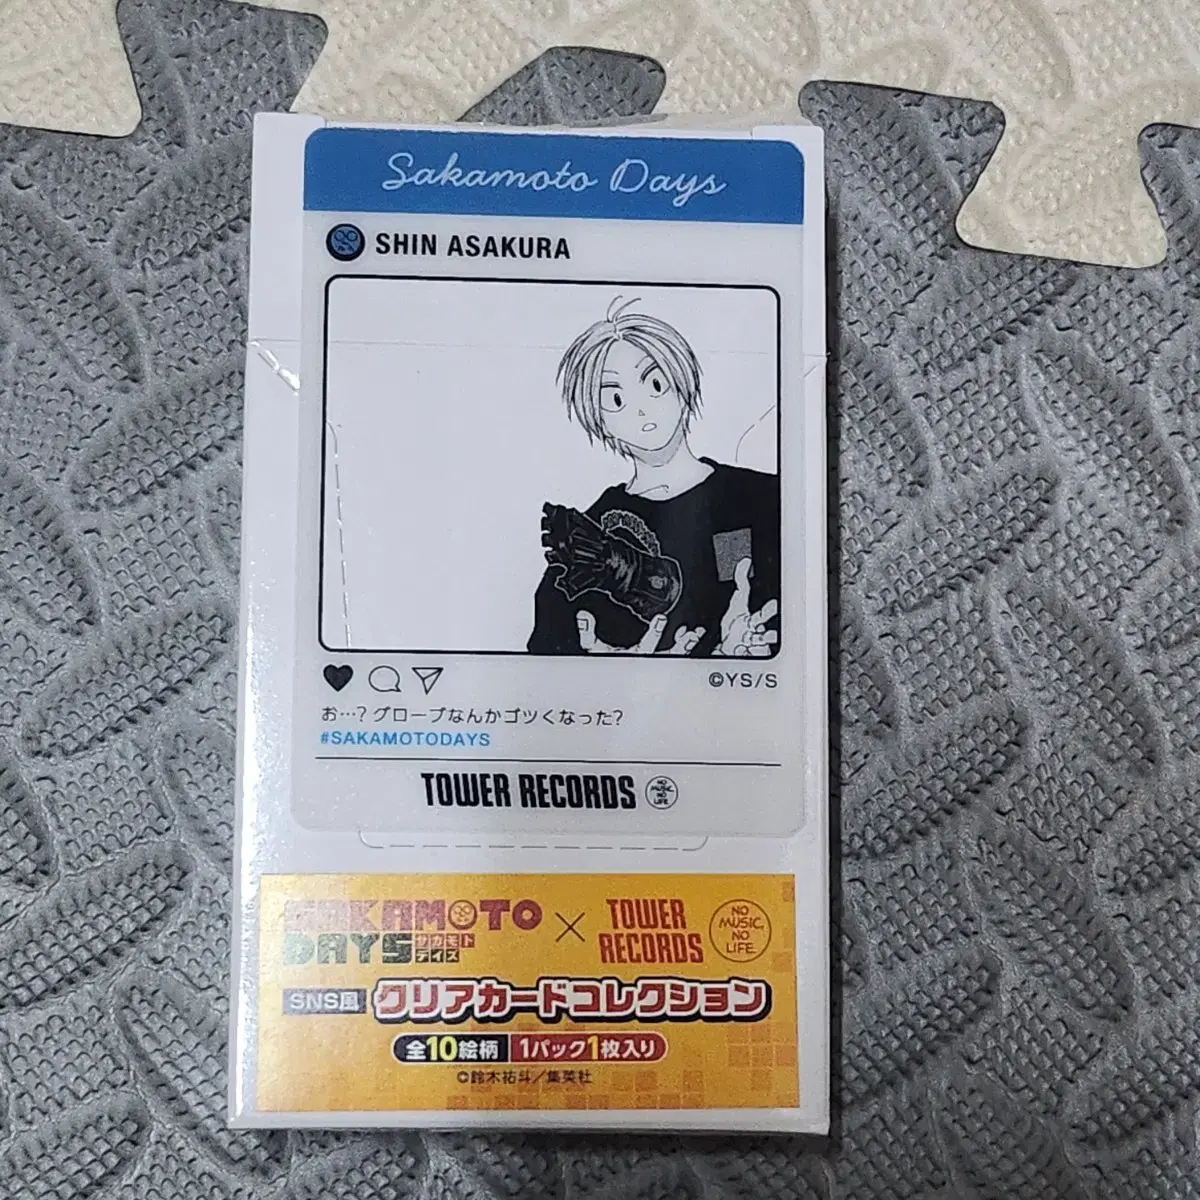 Sakamoto Days
SHIN ASAKURA
©YS/S
お…?グローブなんかゴツくなった?
#SAKAMOTODAYS
TOWER RECORDS
NO
MUSIC,
NO
LIFE.
SAKAMOTO
DAYS サカモト
デイズ
×
TOWER
RECORDS
NO
MUSIC,
NO
LIFE.
SNS風 クリアカードコレクション
全10絵柄 1パック1枚入り
©鈴木祐斗/集英社